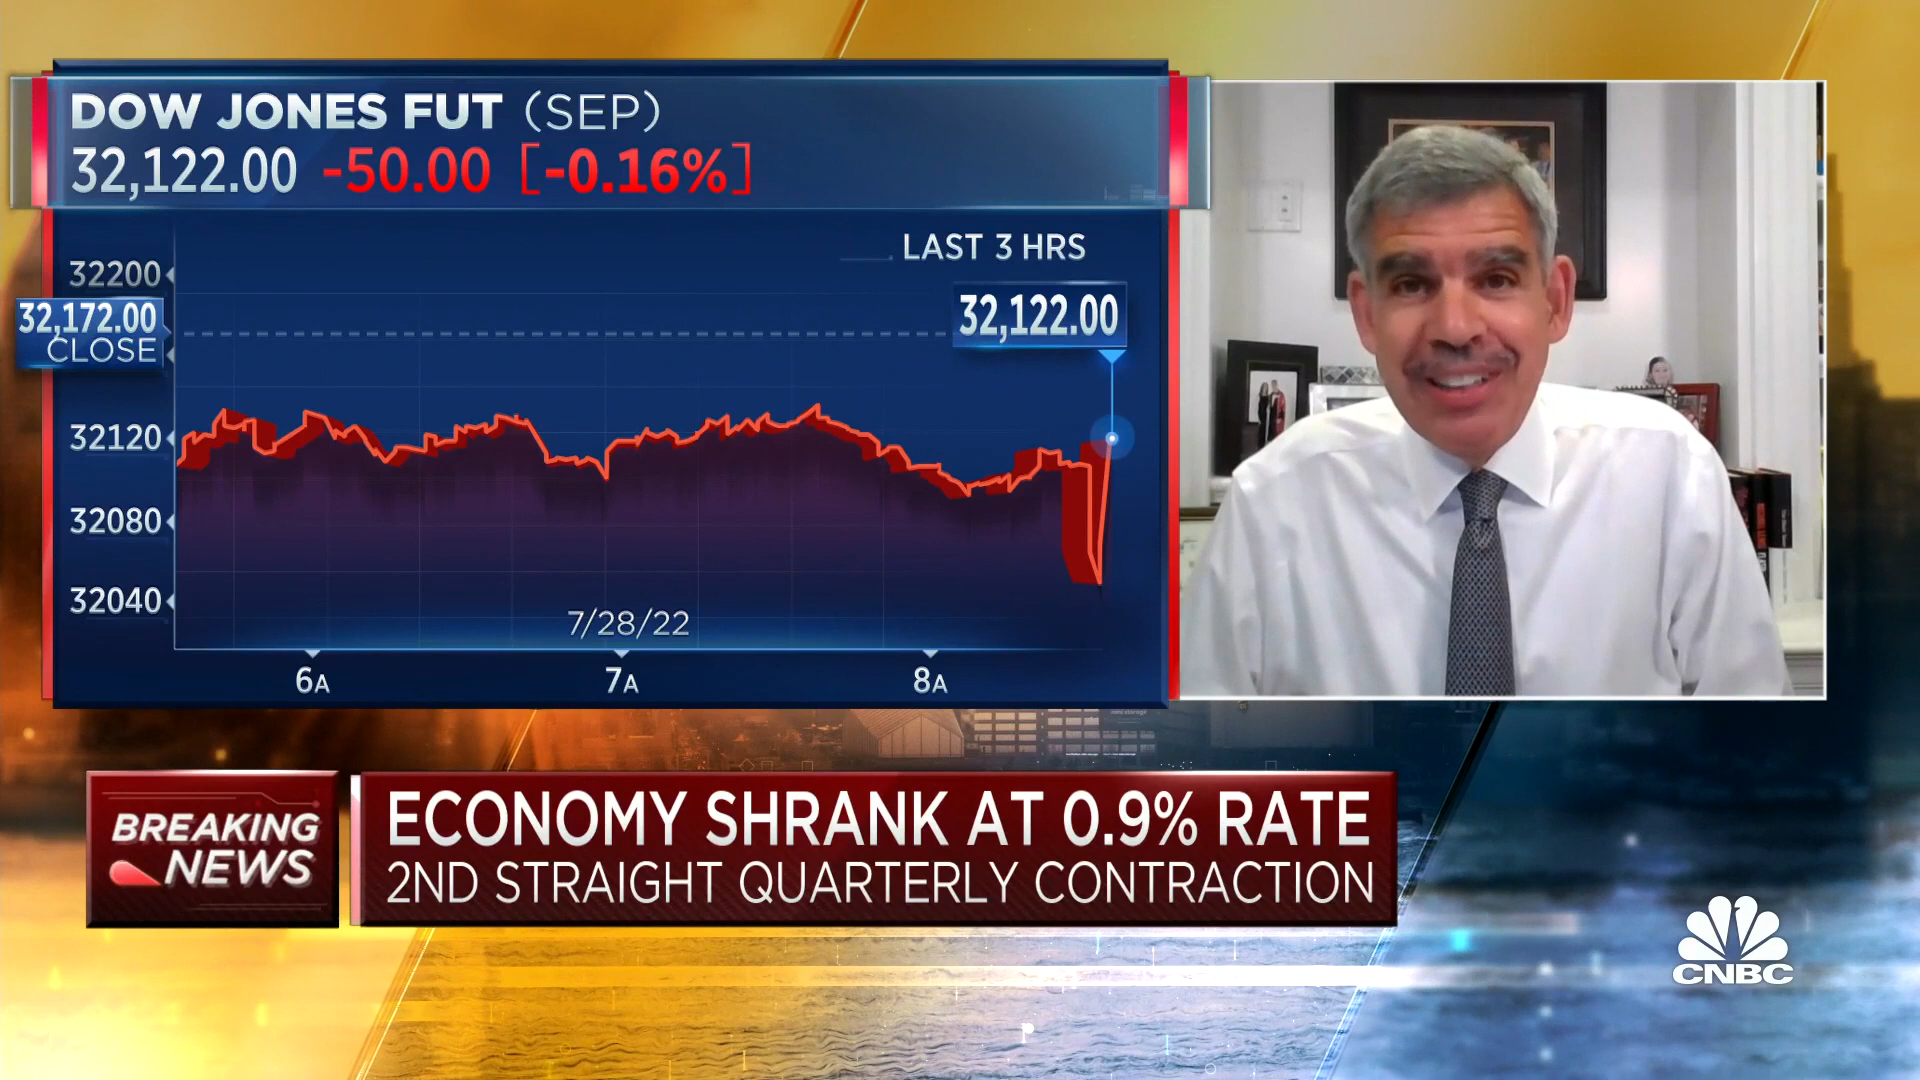 DOW JONES FUT (SEP)
32,122.00 -50.00 [-0.16%]
LAST 3 HRS
32200
32,172.00
CLOSE
32,122.00
32120
32080
32040
7/28/22
6A 7A 8A
BREAKING
NEWS
ECONOMY SHRANK AT 0.9% RATE
2ND STRAIGHT QUARTERLY CONTRACTION
CNBC